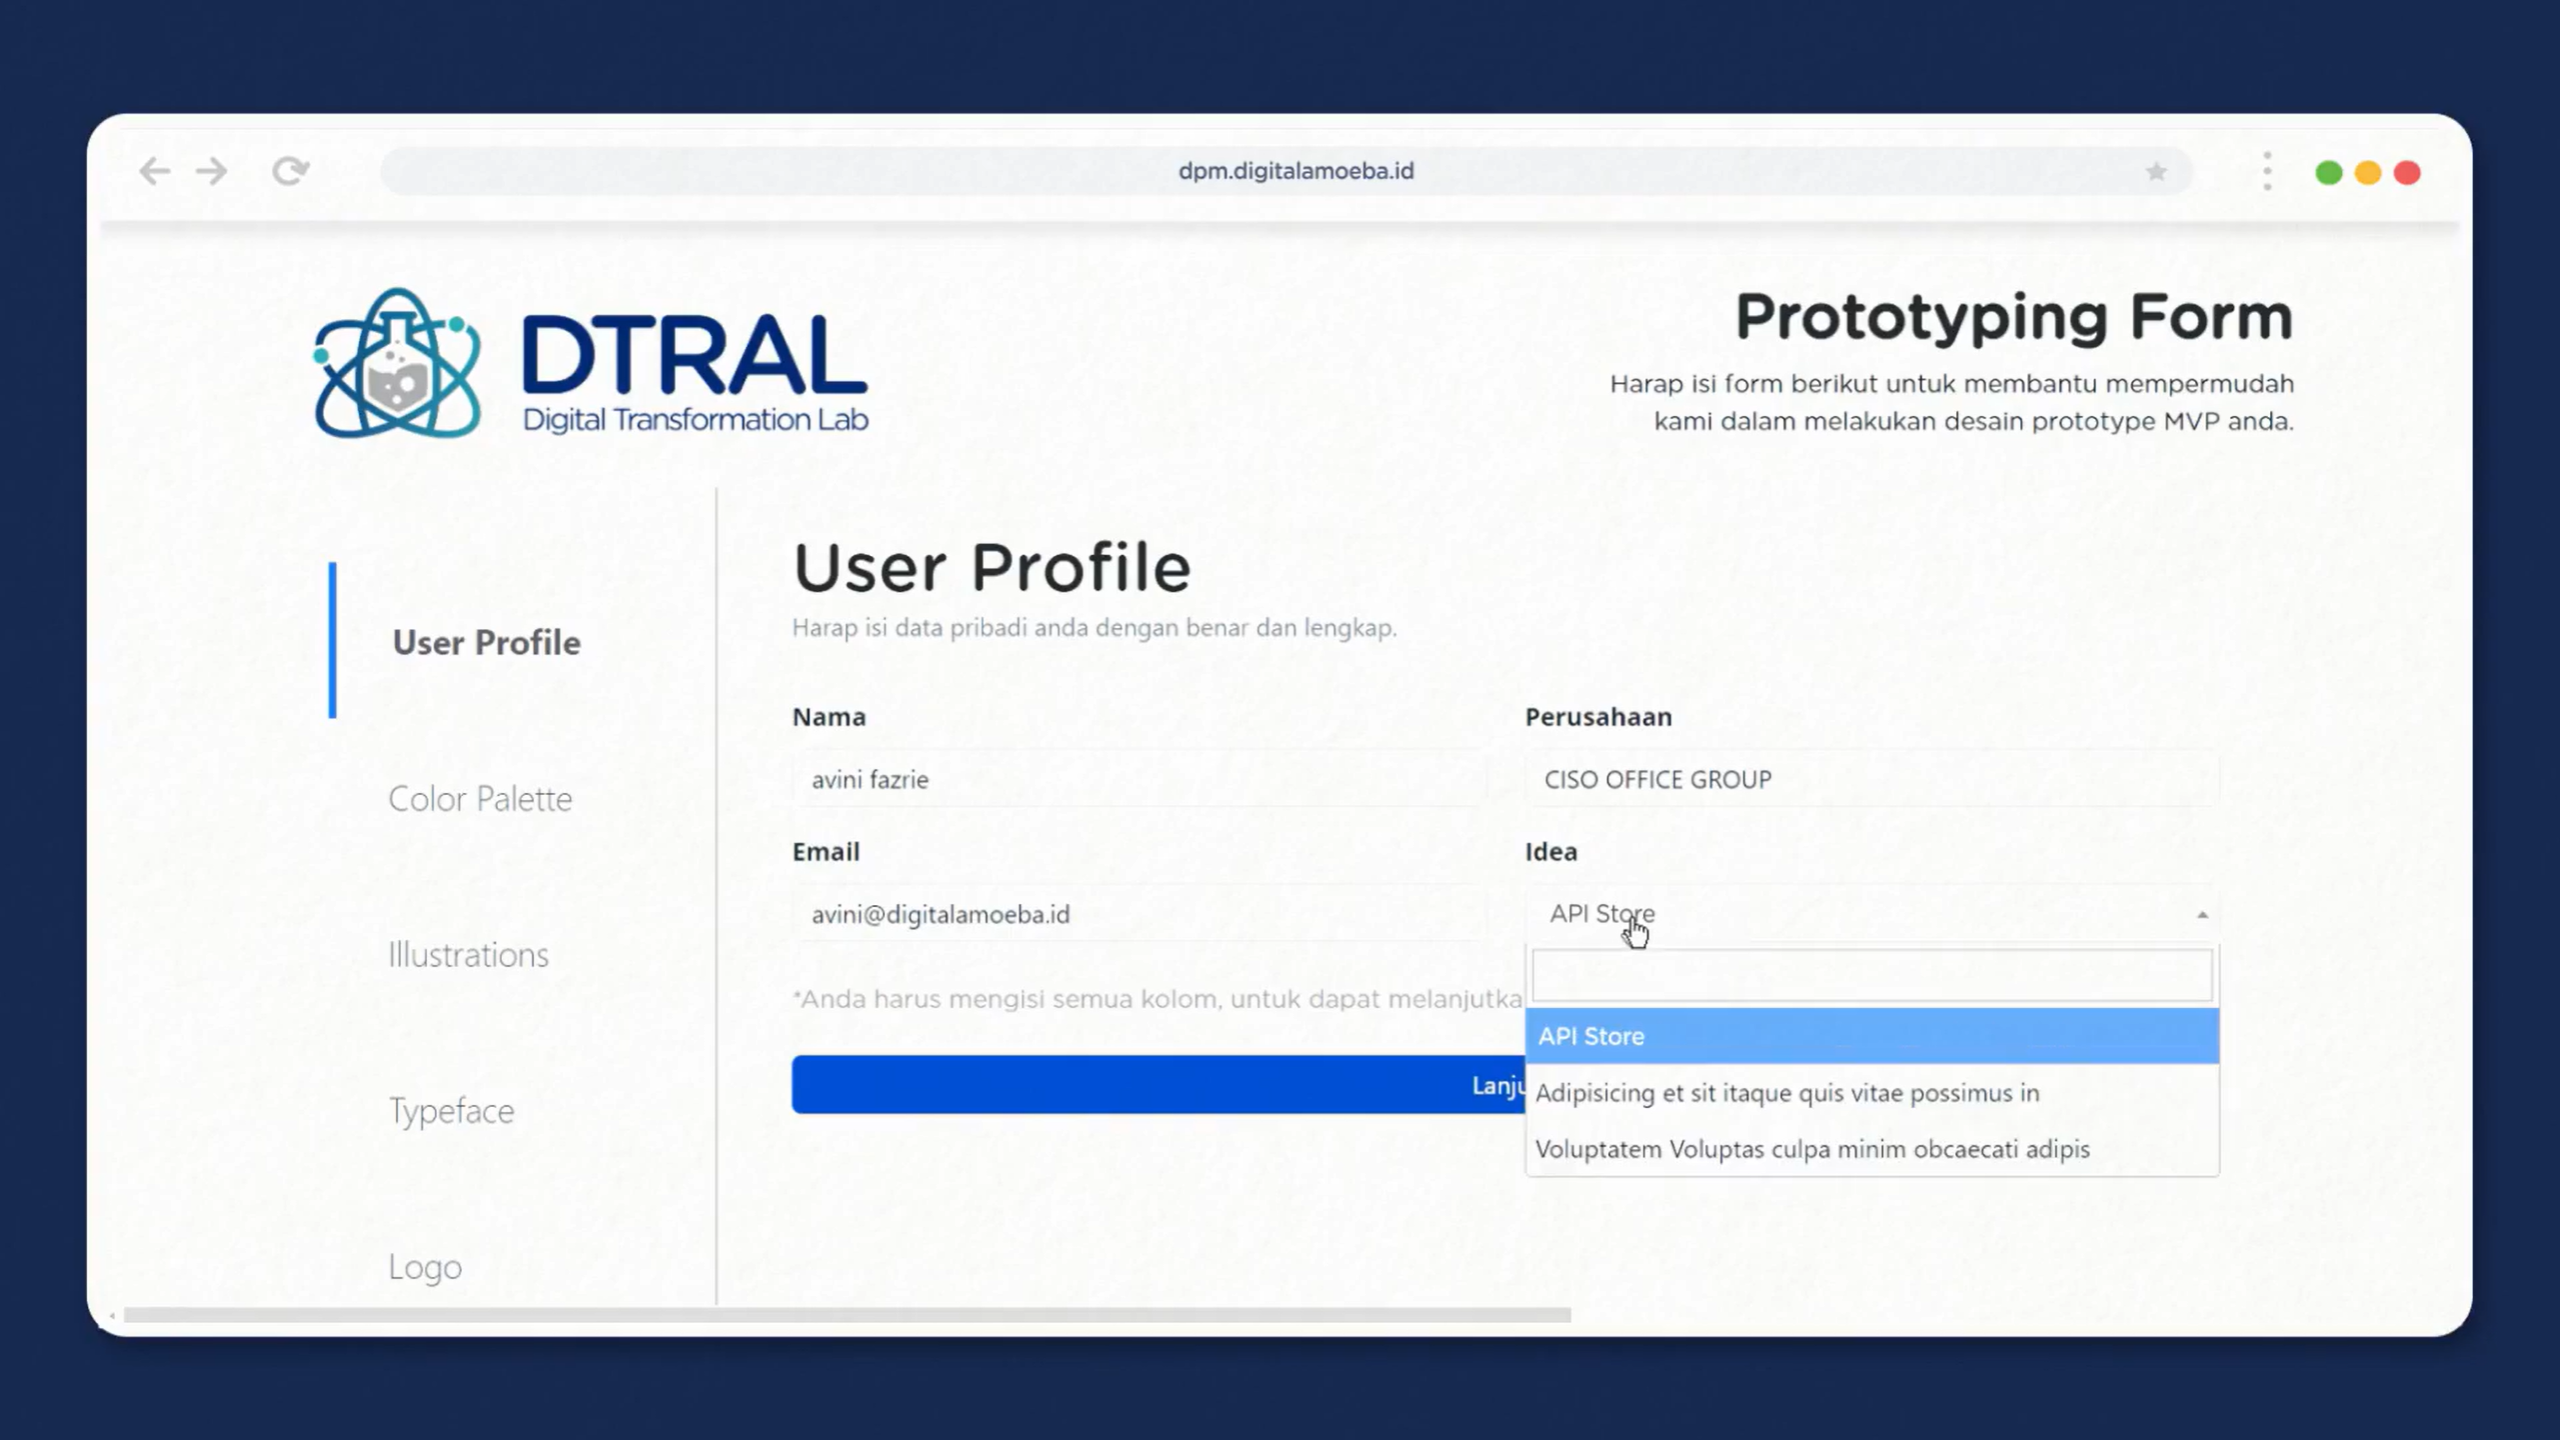 dpm.digitalamoeba.id
DTRAL
Digital Transformation Lab
Prototyping Form
Harap isi form berikut untuk membantu mempermudah
kami dalam melakukan desain prototype MVP anda.
User Profile
Color Palette
Illustrations
Typeface
Logo
User Profile
Harap isi data pribadi anda dengan benar dan lengkap.
Nama
avini fazrie
Perusahaan
CISO OFFICE GROUP
Email
avini@digitalamoeba.id
Idea
API Store
*Anda harus mengisi semua kolom, untuk dapat melanjutka
Lanju
API Store
Adipisicing et sit itaque quis vitae possimus in
Voluptatem Voluptas culpa minim obcaecati adipis